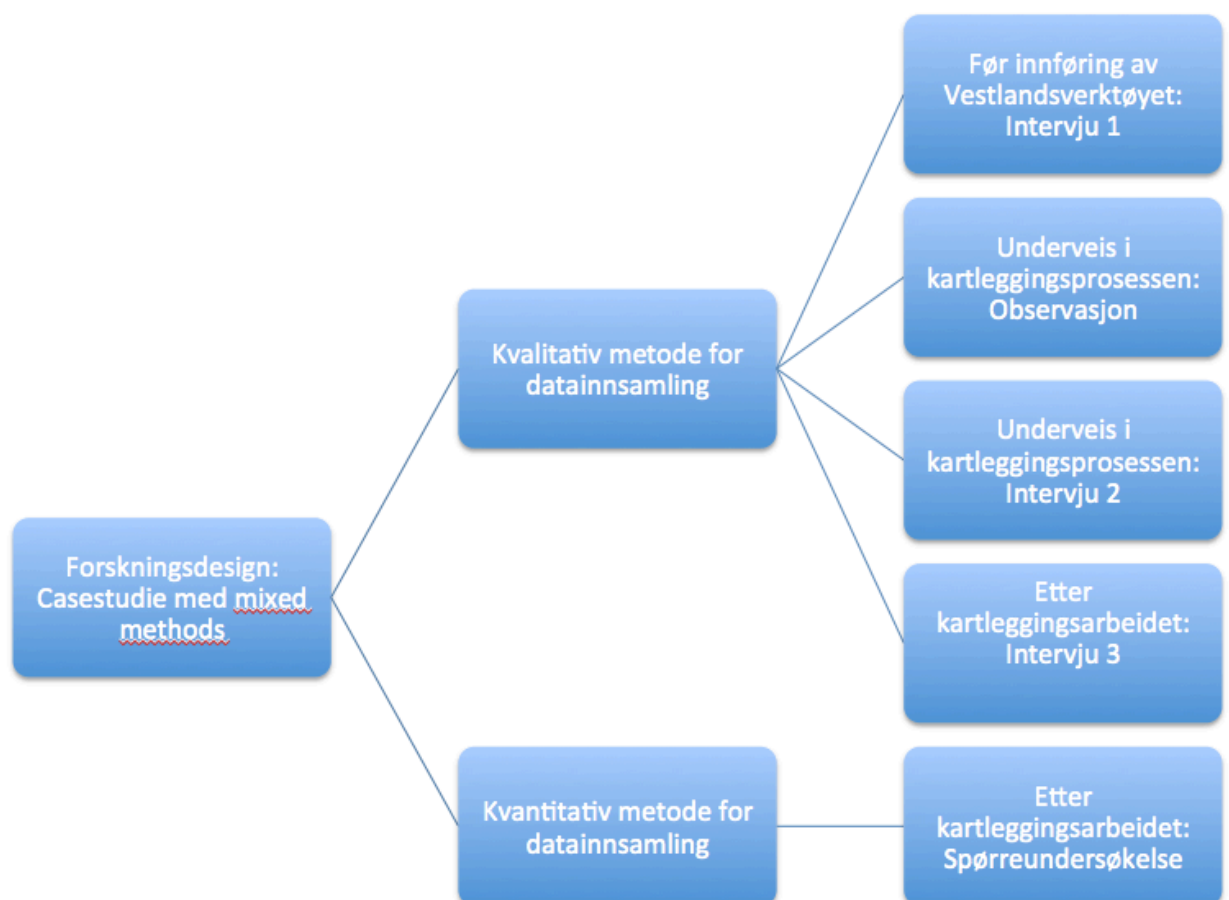 Forskningsdesign:
Casestudie med mixed
methods
Kvalitativ metode for
datainnsamling
Før innføring av
Vestlandsverktøyet:
Intervju 1
Underveis i
kartleggingsprosessen:
Observasjon
Underveis i
kartleggingsprosessen:
Intervju 2
Etter
kartleggingsarbeidet:
Intervju 3
Kvantitativ metode for
datainnsamling
Etter
kartleggingsarbeidet:
Spørreundersøkelse